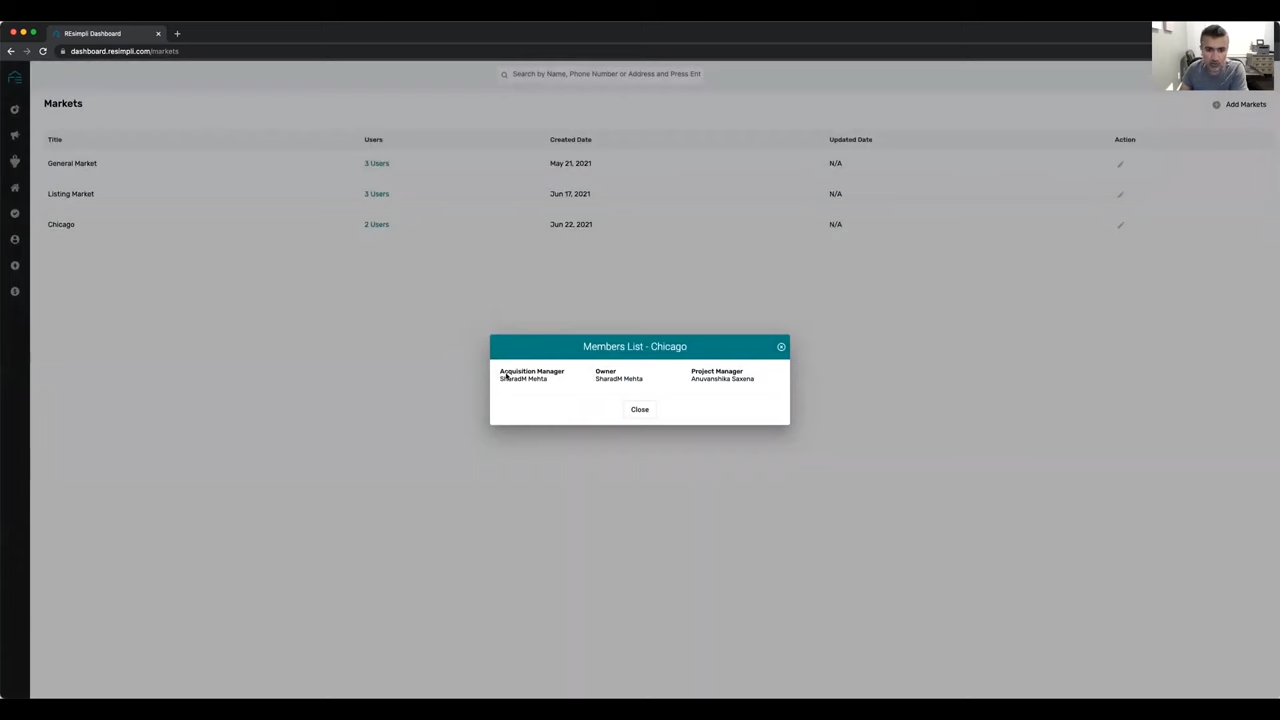 REsimpli Dashboard
dashboard.resimpli.com/markets
Search by Name, Phone Number or Address and Press Ent
Markets
Add Markets
Title Users Created Date Updated Date Action
General Market 3 Users May 21, 2021 N/A
Listing Market 3 Users Jun 17, 2021 N/A
Chicago 2 Users Jun 22, 2021 N/A
Members List - Chicago
Acquisition Manager Owner Project Manager
SharadM Mehta SharadM Mehta Anuvanshika Saxena
Close